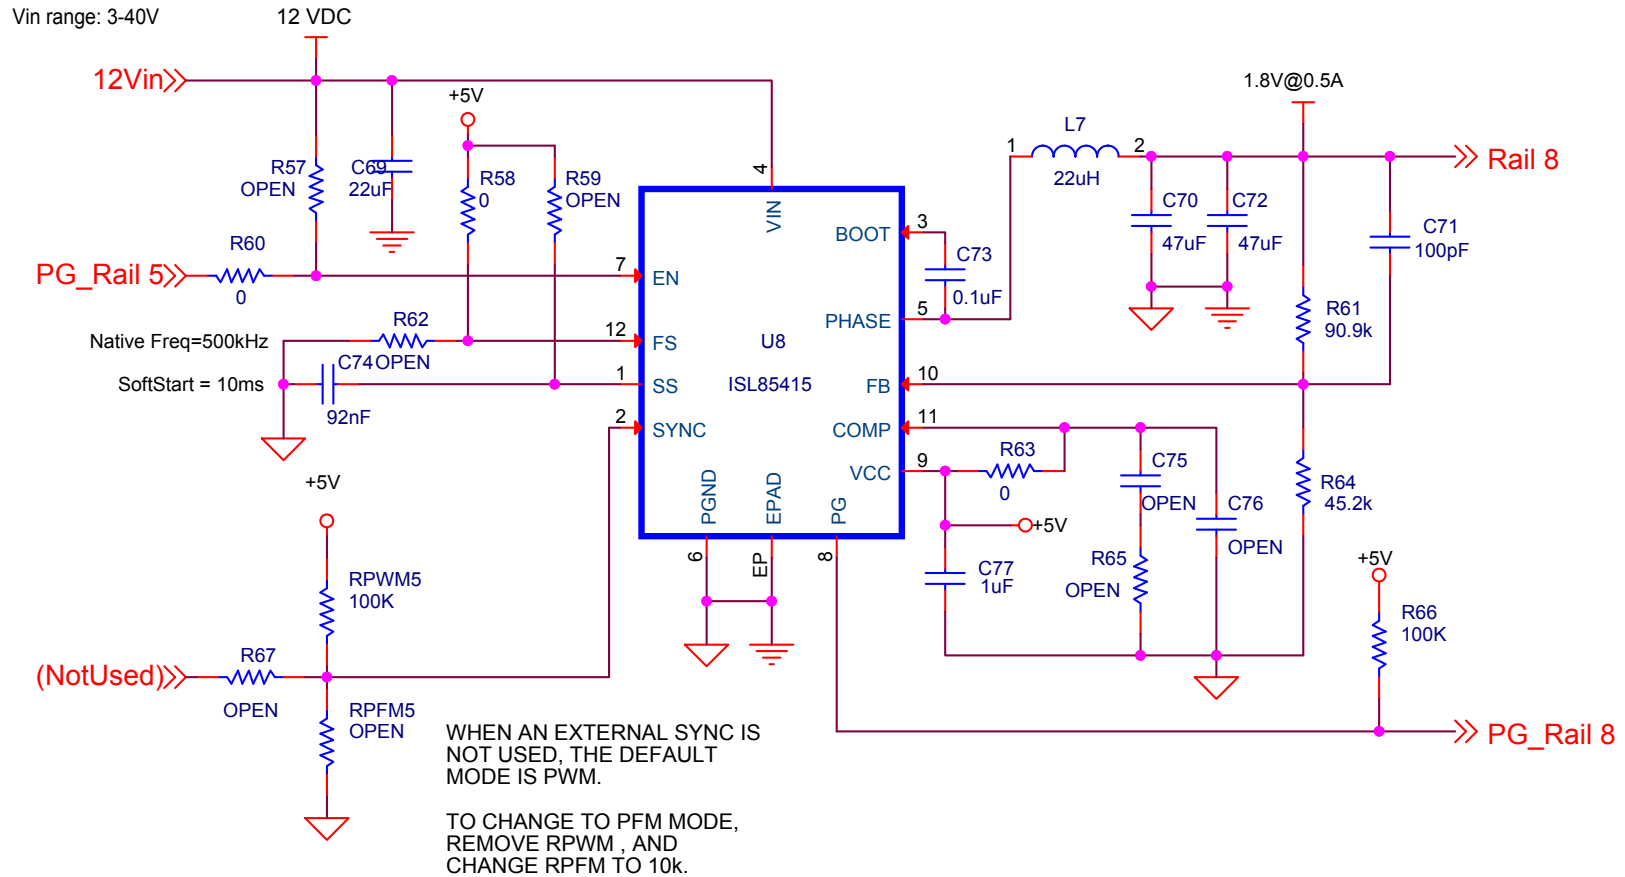 Vin range: 3-40V
12 VDC
12Vin
+5V
1.8V@0.5A
R57
OPEN
C69
22uF
R58
0
R59
OPEN
4
VIN
1
L7
2
22uH
Rail 8
C70
47uF
C72
47uF
C71
100pF
R60
0
PG_Rail 5
7
EN
BOOT
3
C73
0.1uF
PHASE
5
R61
90.9k
Native Freq=500kHz
R62
OPEN
12
FS
U8
SoftStart = 10ms
C74
92nF
1
SS
ISL85415
FB
10
2
SYNC
COMP
11
VCC
9
R63
0
C75
OPEN
C76
OPEN
R64
45.2k
+5V
PGND
EPAD
PG
6
EP
8
+5V
C77
1uF
R65
OPEN
+5V
R66
100K
RPWM5
100K
(NotUsed)
R67
OPEN
RPFM5
OPEN
PG_Rail 8
WHEN AN EXTERNAL SYNC IS
NOT USED, THE DEFAULT
MODE IS PWM.
TO CHANGE TO PFM MODE,
REMOVE RPWM , AND
CHANGE RPFM TO 10k.